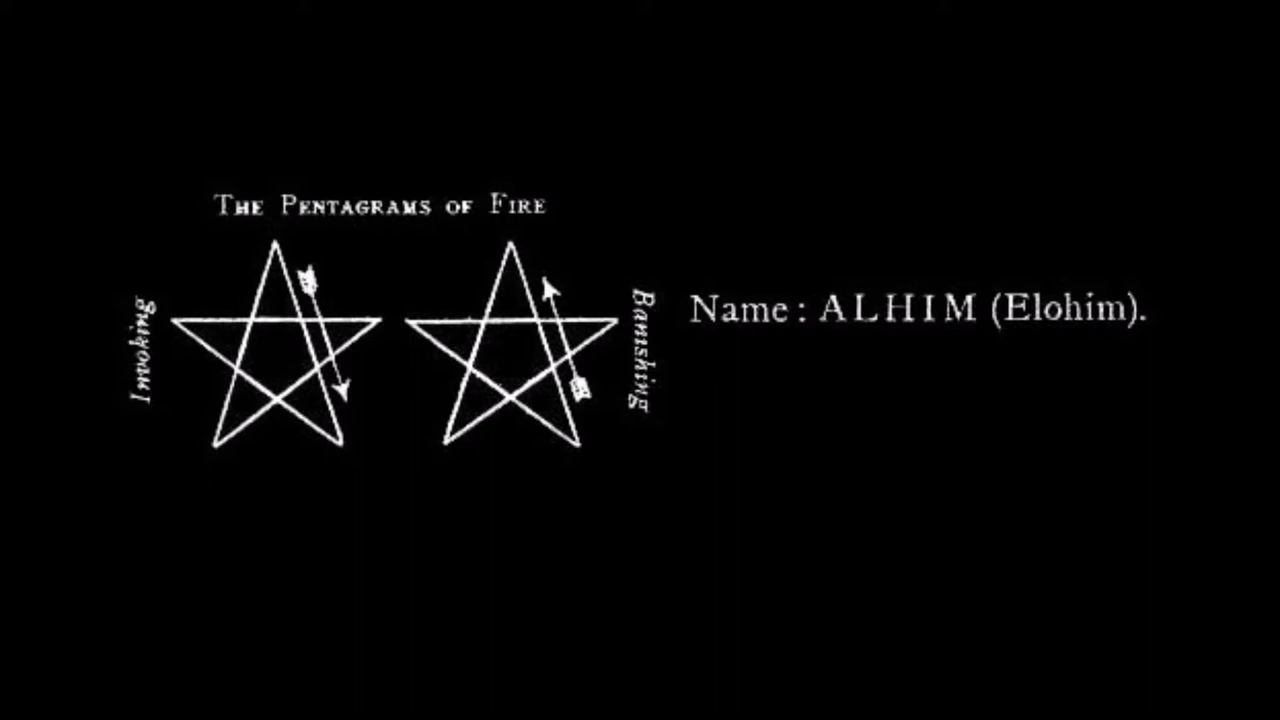 The Pentagrams of Fire
Invoking
Banishing
Name: ALHIM (Elohim).